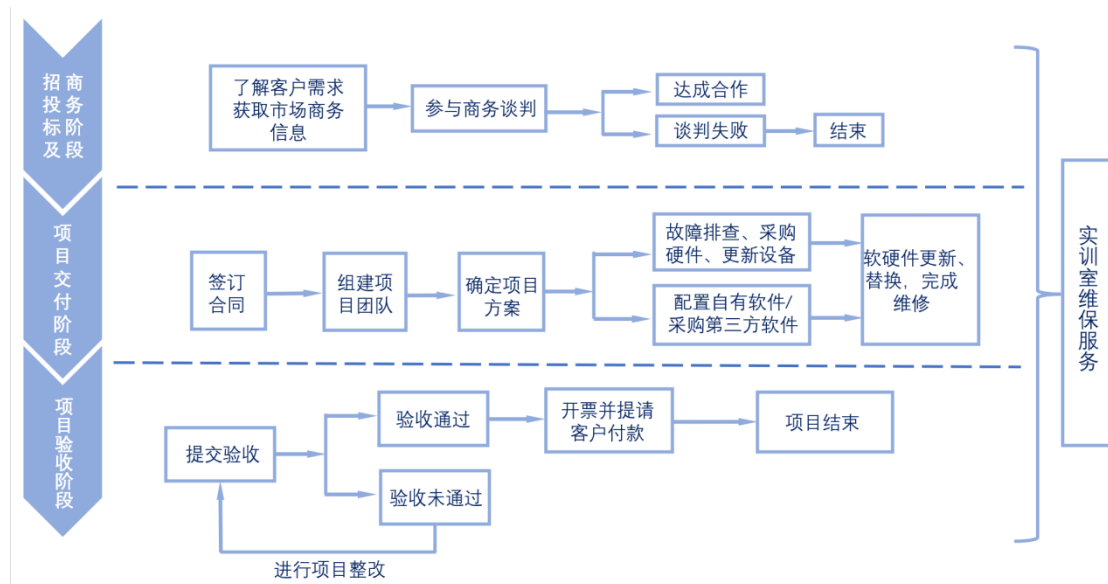 招投标及
商务阶段
了解客户需求
获取市场商务
信息
参与商务谈判
达成合作
谈判失败
结束
项目交付阶段
签订
合同
组建项
目团队
确定项目
方案
故障排查、采购
硬件、更新设备
配置自有软件/
采购第三方软件
软硬件更新、
替换，完成
维修
项目验收阶段
提交验收
验收通过
开票并提请
客户付款
项目结束
验收未通过
进行项目整改
实训室维保服务